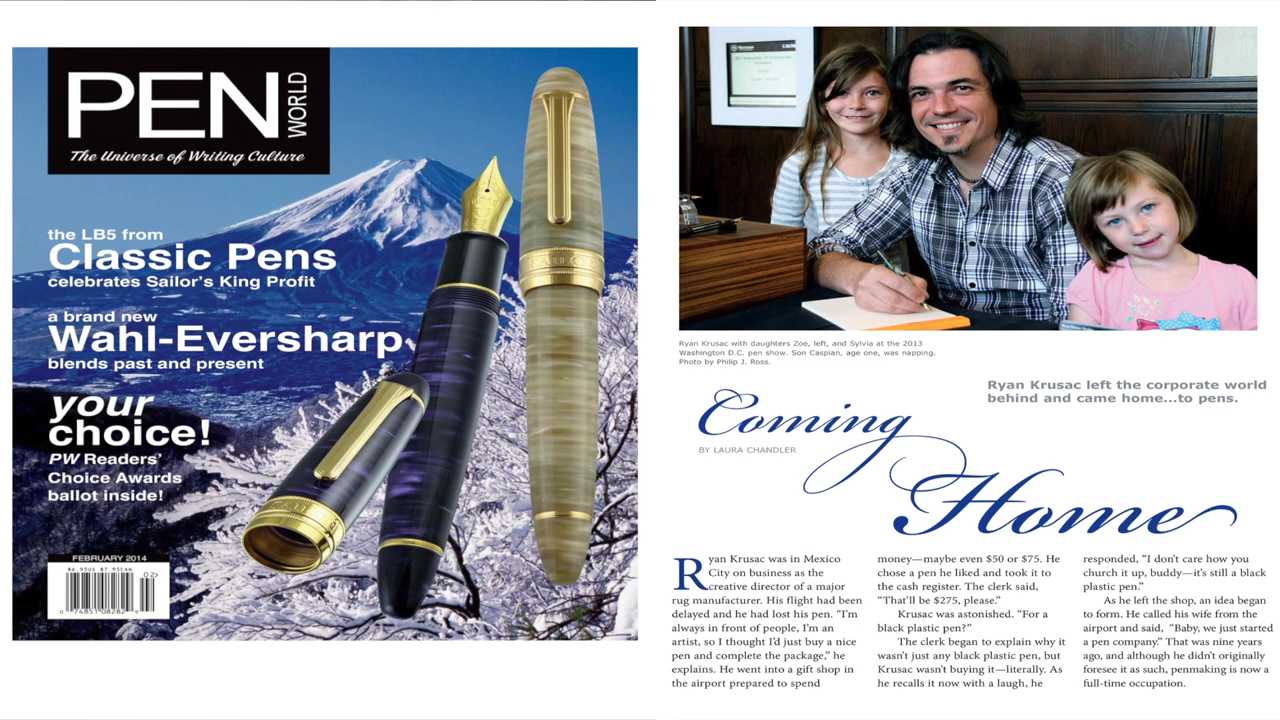 PEN
WORLD
The Universe of Writing Culture
the LB5 from
Classic Pens
celebrates Sailor's King Profit
a brand new
Wahl-Eversharp
blends past and present
your
choice!
PW Readers'
Choice Awards
ballot inside!
FEBRUARY 2014
$6.95US $7.95CAN
02>
0 74851 08282 9
Ryan Krusac with daughters Zoe, left, and Sylvia at the 2013
Washington D.C. pen show. Son Caspian, age one, was napping.
Photo by Philip J. Ross.
Ryan Krusac left the corporate world
behind and came home...to pens.
Coming
BY LAURA CHANDLER
Home
Ryan Krusac was in Mexico
City on business as the
creative director of a major
rug manufacturer. His flight had been
delayed and he had lost his pen. “I'm
always in front of people, I'm an
artist, so I thought I'd just buy a nice
pen and complete the package,” he
explains. He went into a gift shop in
the airport prepared to spend
money—maybe even $50 or $75. He
chose a pen he liked and took it to
the cash register. The clerk said,
“That'll be $275, please.”
Krusac was astonished. “For a
black plastic pen?”
The clerk began to explain why it
wasn't just any black plastic pen, but
Krusac wasn't buying it—literally. As
he recalls it now with a laugh, he
responded, “I don't care how you
church it up, buddy—it's still a black
plastic pen.”
As he left the shop, an idea began
to form. He called his wife from the
airport and said, “Baby, we just started
a pen company.” That was nine years
ago, and although he didn't originally
foresee it as such, penmaking is now a
full-time occupation.